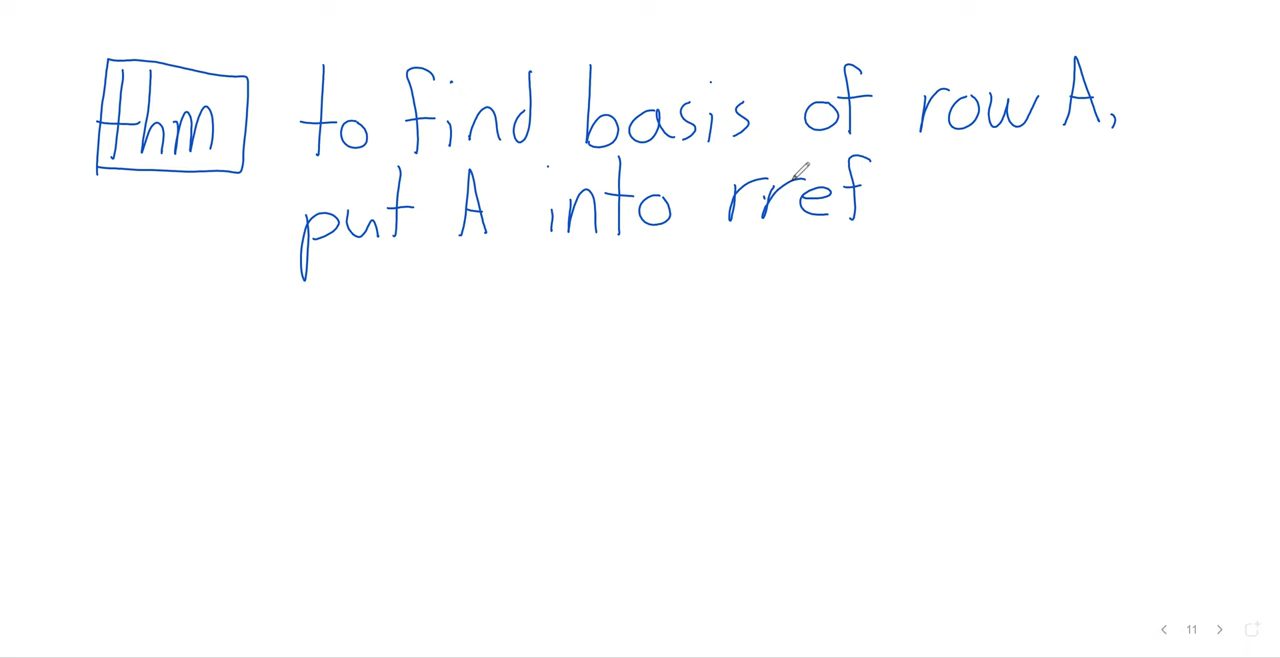 thm to find basis of row A,
put A into rref
< 11 >